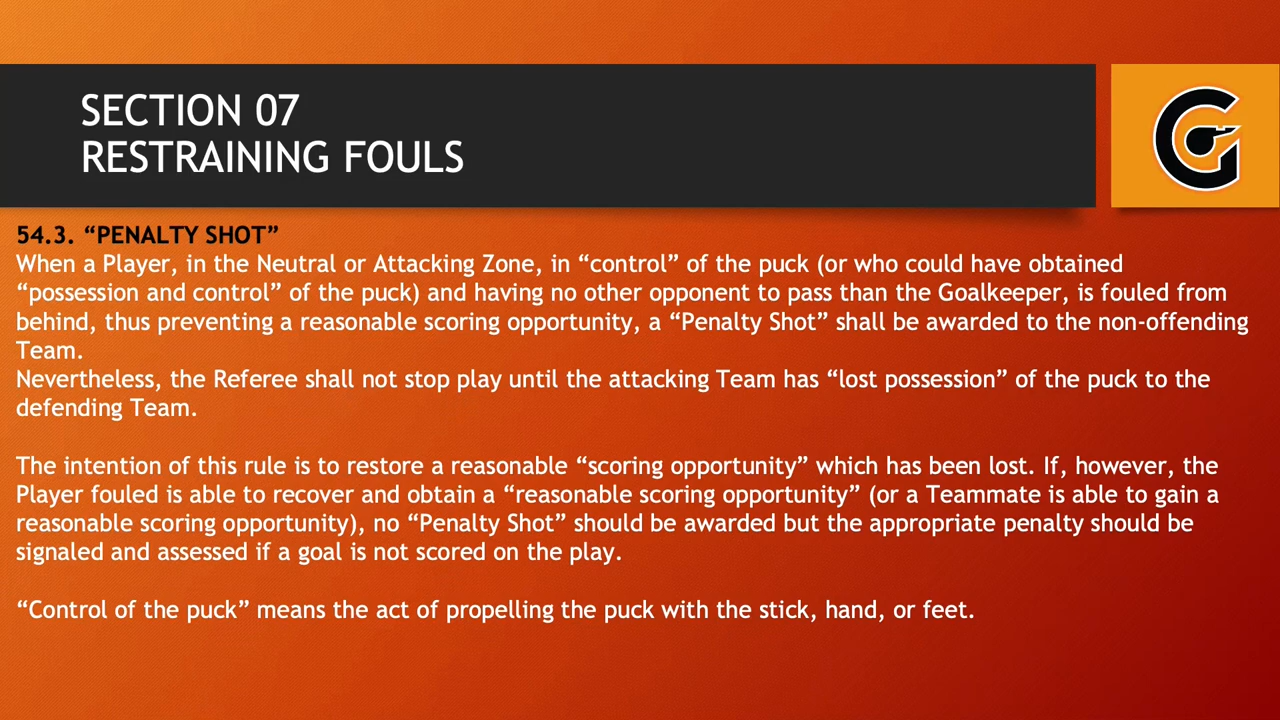 SECTION 07
RESTRAINING FOULS
54.3. “PENALTY SHOT”
When a Player, in the Neutral or Attacking Zone, in “control” of the puck (or who could have obtained
“possession and control” of the puck) and having no other opponent to pass than the Goalkeeper, is fouled from
behind, thus preventing a reasonable scoring opportunity, a “Penalty Shot” shall be awarded to the non-offending
Team.
Nevertheless, the Referee shall not stop play until the attacking Team has “lost possession” of the puck to the
defending Team.
The intention of this rule is to restore a reasonable “scoring opportunity” which has been lost. If, however, the
Player fouled is able to recover and obtain a “reasonable scoring opportunity” (or a Teammate is able to gain a
reasonable scoring opportunity), no “Penalty Shot” should be awarded but the appropriate penalty should be
signaled and assessed if a goal is not scored on the play.
“Control of the puck” means the act of propelling the puck with the stick, hand, or feet.